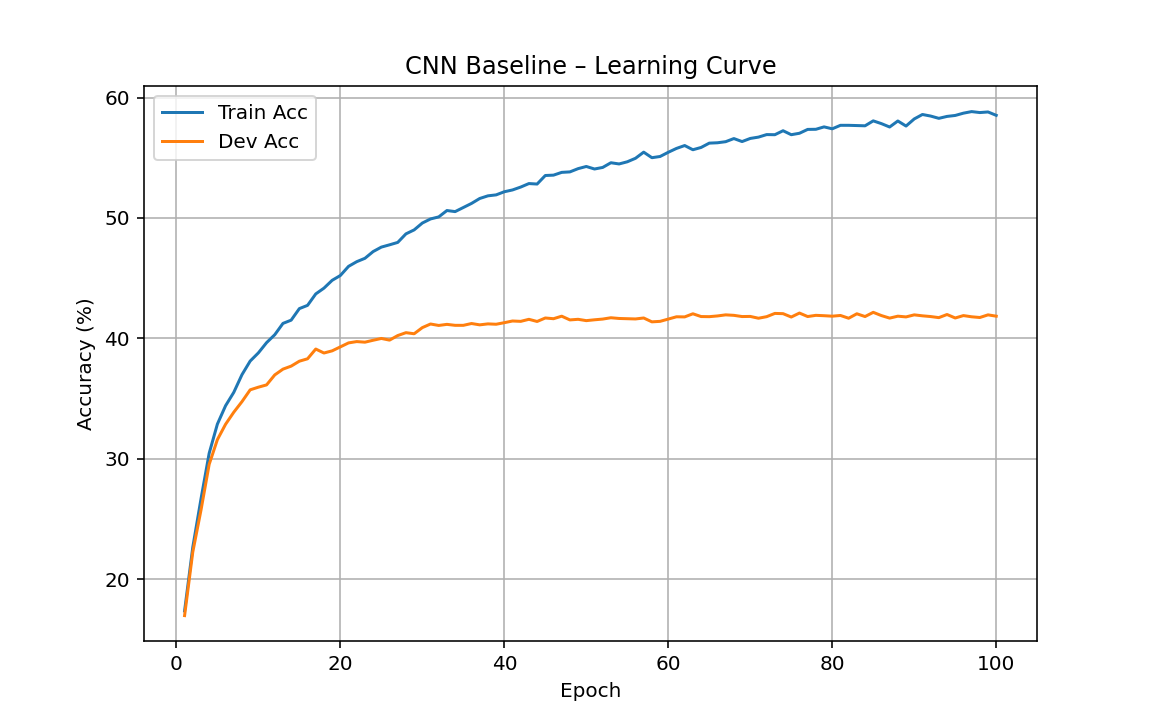 CNN Baseline – Learning Curve
Train Acc
Dev Acc
Accuracy (%)
60
50
40
30
20
0 20 40 60 80 100
Epoch